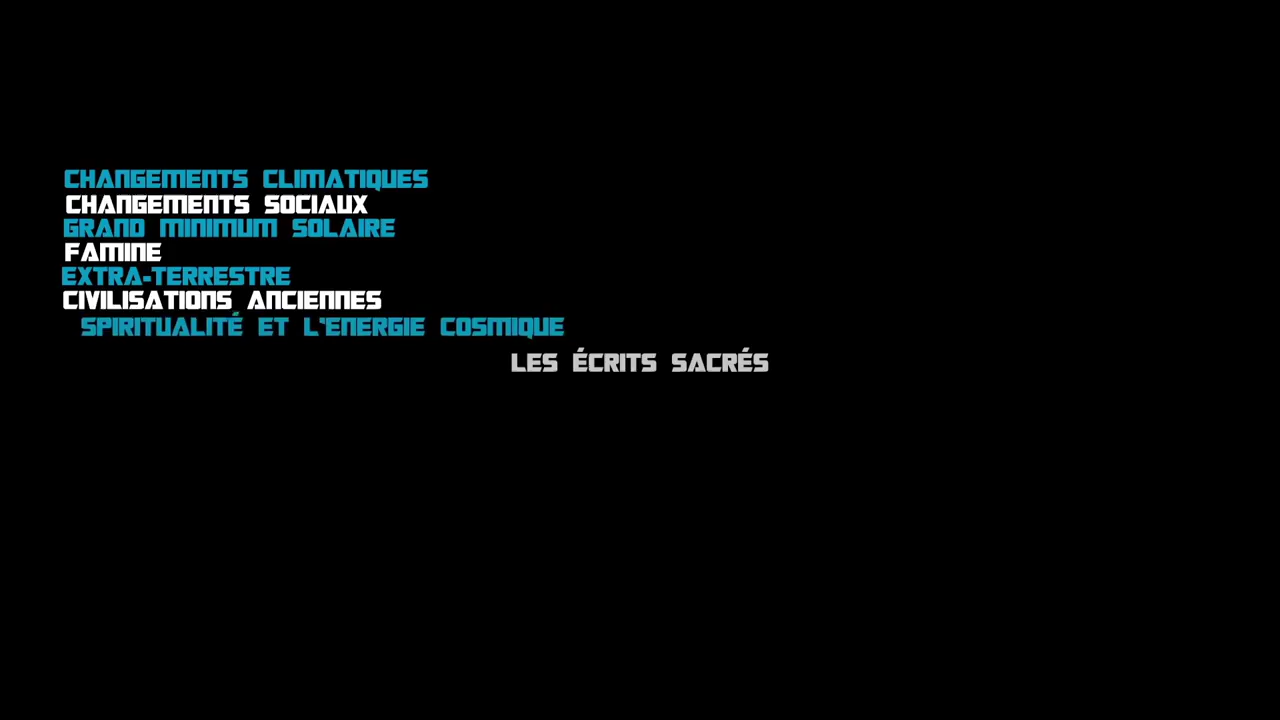 CHANGEMENTS CLIMATIQUES
CHANGEMENTS SOCIAUX
GRAND MINIMUM SOLAIRE
FAMINE
EXTRA-TERRESTRE
CIVILISATIONS ANCIENNES
SPIRITUALITÉ ET L'ENERGIE COSMIQUE
LES ÉCRITS SACRÉS